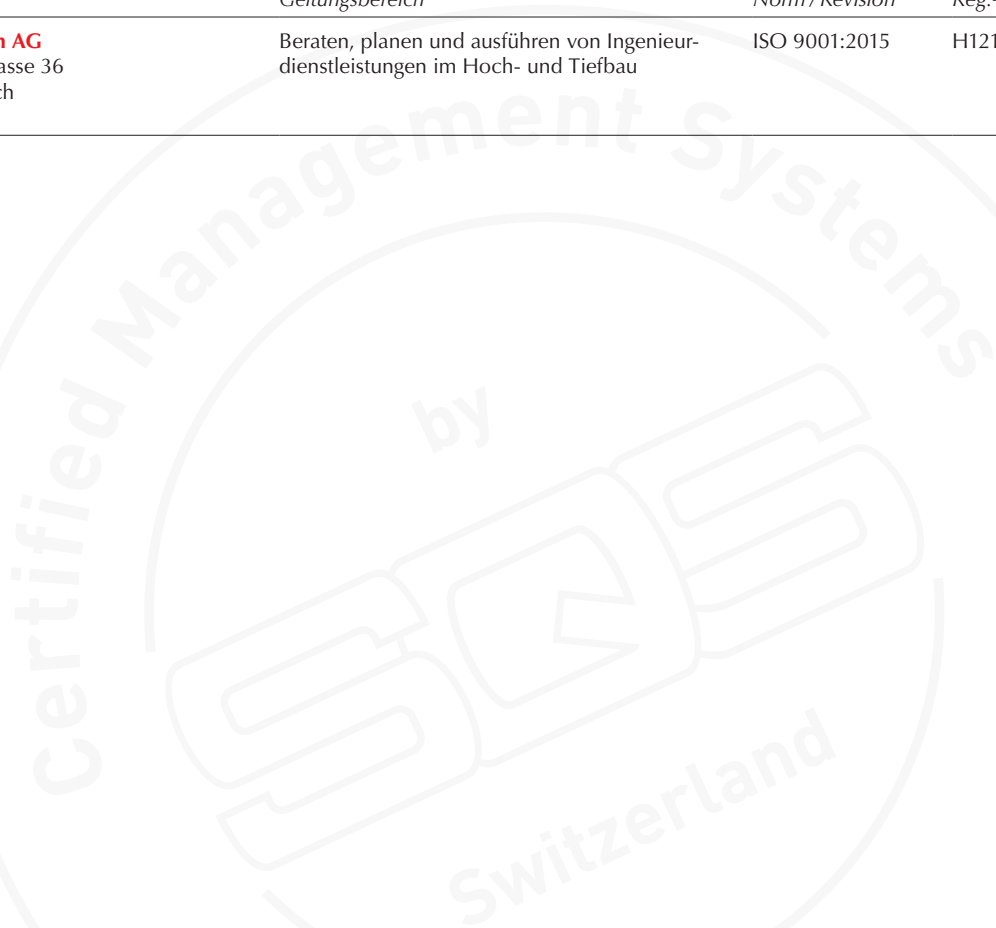 Geltungsbereich Norm / Revision Reg.-
AG Beraten, planen und ausführen von Ingenieur- ISO 9001:2015 H121
asse 36 dienstleistungen im Hoch- und Tiefbau
ch
Certified Management Systems
by
SQS
Switzerland